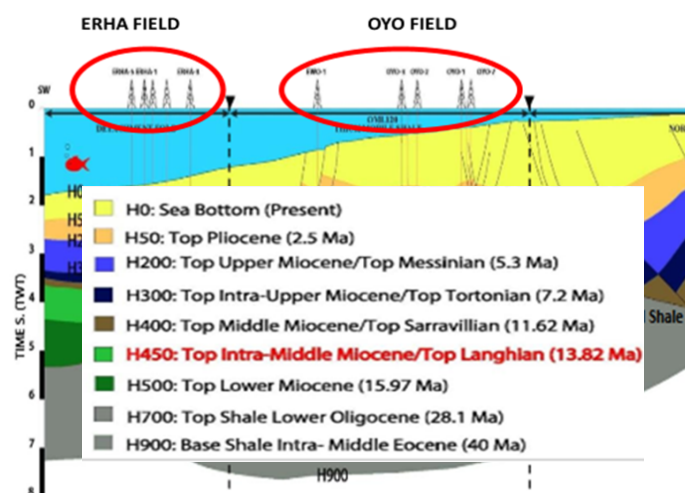 ERHA FIELD
OYO FIELD
SW
0
OML120
NOR
1
H0
H5
2
H2
3
H3
4
5
6
7
8
TIME S. (TWT)
H0: Sea Bottom (Present)
H50: Top Pliocene (2.5 Ma)
H200: Top Upper Miocene/Top Messinian (5.3 Ma)
H300: Top Intra-Upper Miocene/Top Tortonian (7.2 Ma)
H400: Top Middle Miocene/Top Sarravillian (11.62 Ma)
H450: Top Intra-Middle Miocene/Top Langhian (13.82 Ma)
H500: Top Lower Miocene (15.97 Ma)
H700: Top Shale Lower Oligocene (28.1 Ma)
H900: Base Shale Intra- Middle Eocene (40 Ma)
Shale
H900